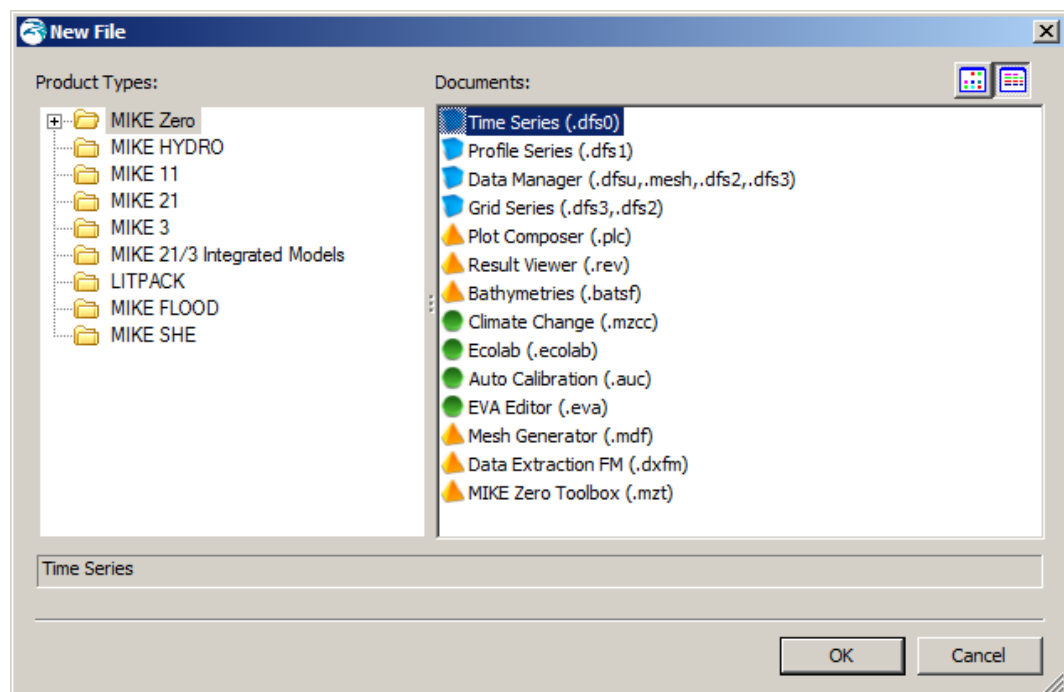 New File
Product Types:
MIKE Zero
MIKE HYDRO
MIKE 11
MIKE 21
MIKE 3
MIKE 21/3 Integrated Models
LITPACK
MIKE FLOOD
MIKE SHE
Documents:
Time Series (.dfs0)
Profile Series (.dfs1)
Data Manager (.dfsu,.mesh,.dfs2,.dfs3)
Grid Series (.dfs3,.dfs2)
Plot Composer (.plc)
Result Viewer (.rev)
Bathymetries (.batsf)
Climate Change (.mzcc)
Ecolab (.ecolab)
Auto Calibration (.auc)
EVA Editor (.eva)
Mesh Generator (.mdf)
Data Extraction FM (.dxfm)
MIKE Zero Toolbox (.mzt)
Time Series
OK
Cancel